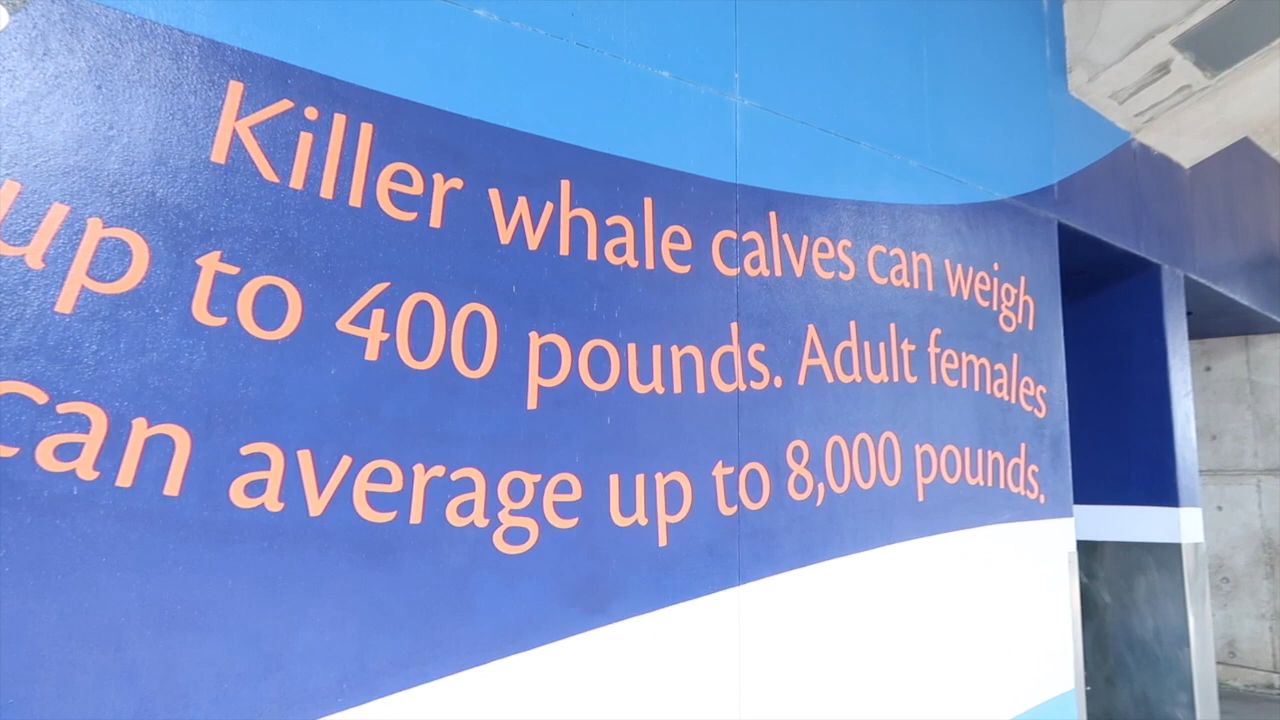 Killer whale calves can weigh
up to 400 pounds. Adult females
can average up to 8,000 pounds.